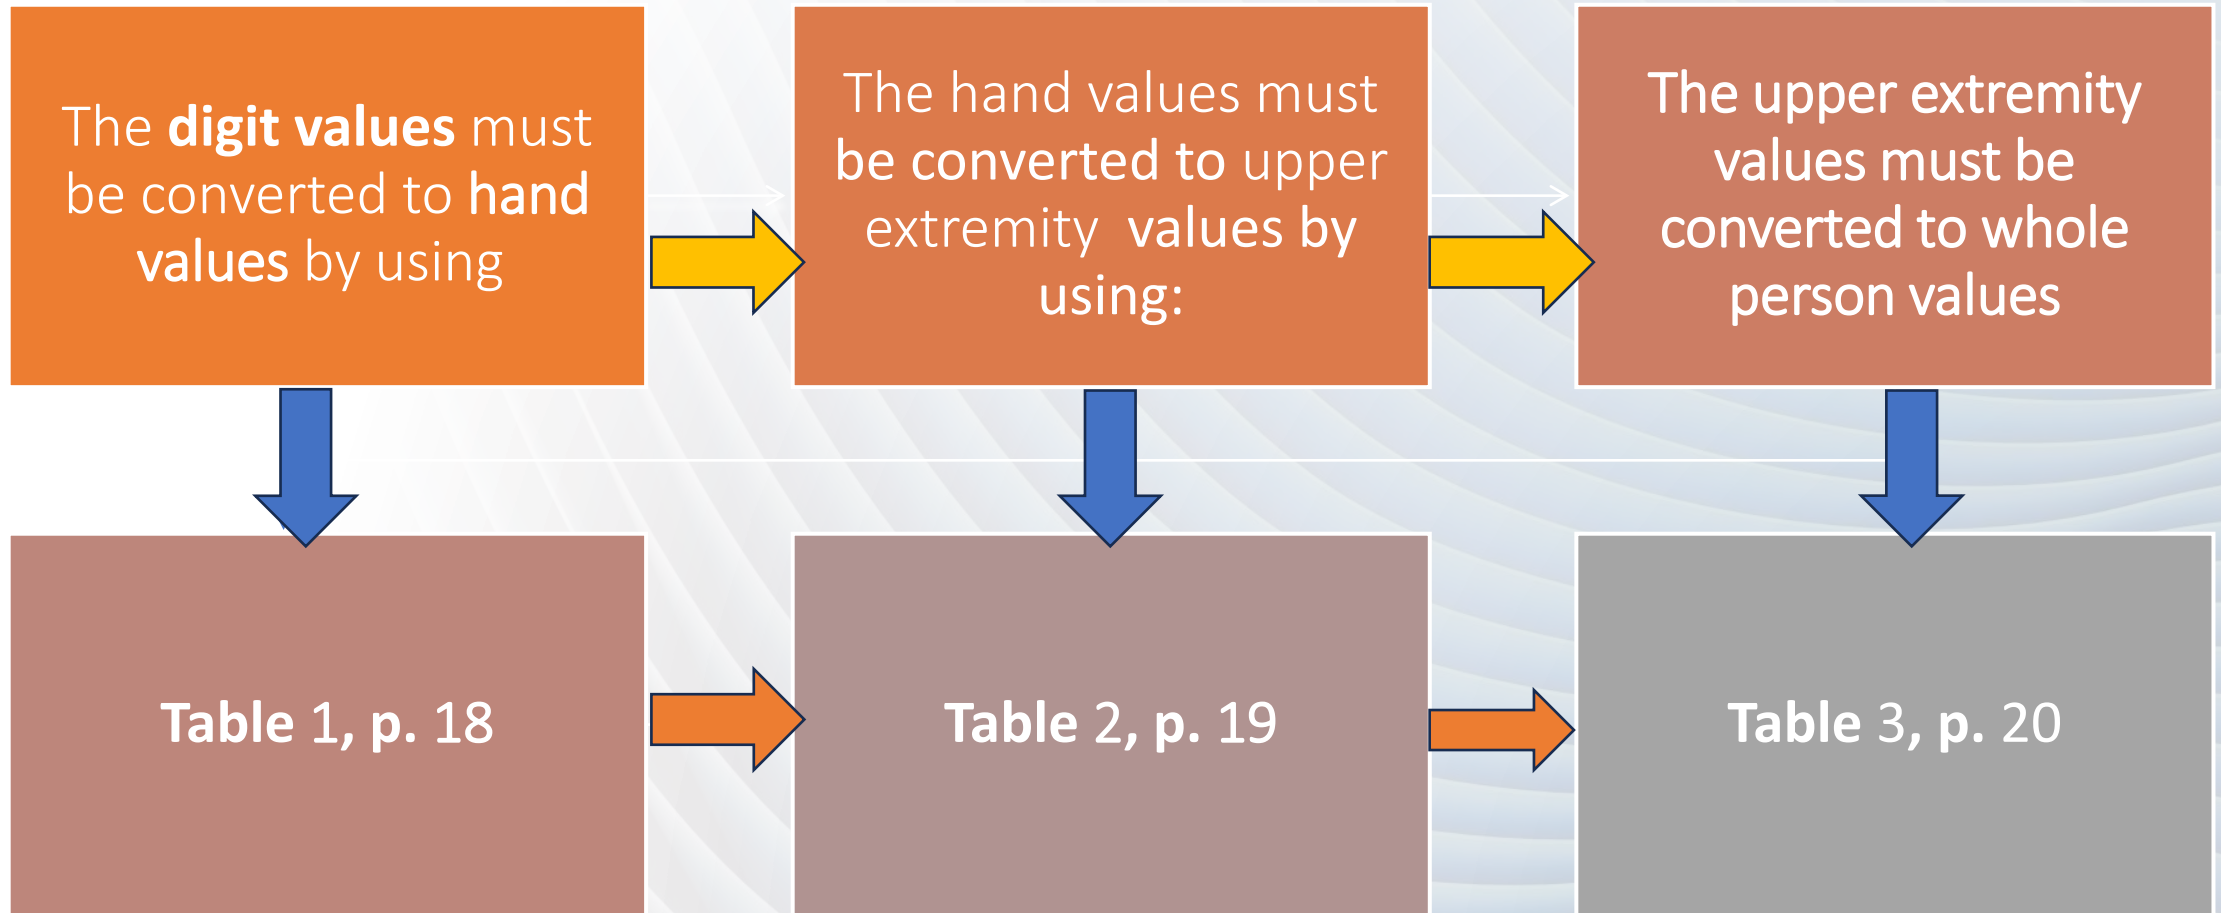 The digit values must
be converted to hand
values by using
The hand values must
be converted to upper
extremity values by
using:
The upper extremity
values must be
converted to whole
person values
Table 1, p. 18
Table 2, p. 19
Table 3, p. 20